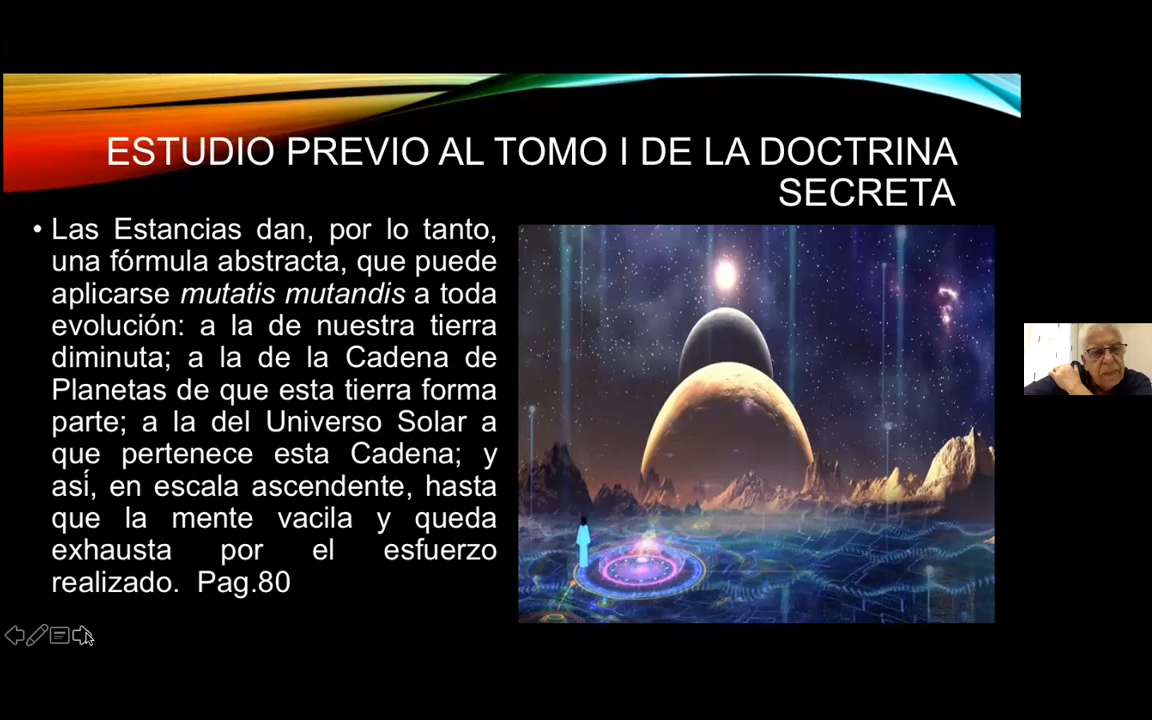 ESTUDIO PREVIO AL TOMO I DE LA DOCTRINA
SECRETA
• Las Estancias dan, por lo tanto,
una fórmula abstracta, que puede
aplicarse mutatis mutandis a toda
evolución: a la de nuestra tierra
diminuta; a la de la Cadena de
Planetas de que esta tierra forma
parte; a la del Universo Solar a
que pertenece esta Cadena; y
así, en escala ascendente, hasta
que la mente vacila y queda
exhausta por el esfuerzo
realizado. Pag.80